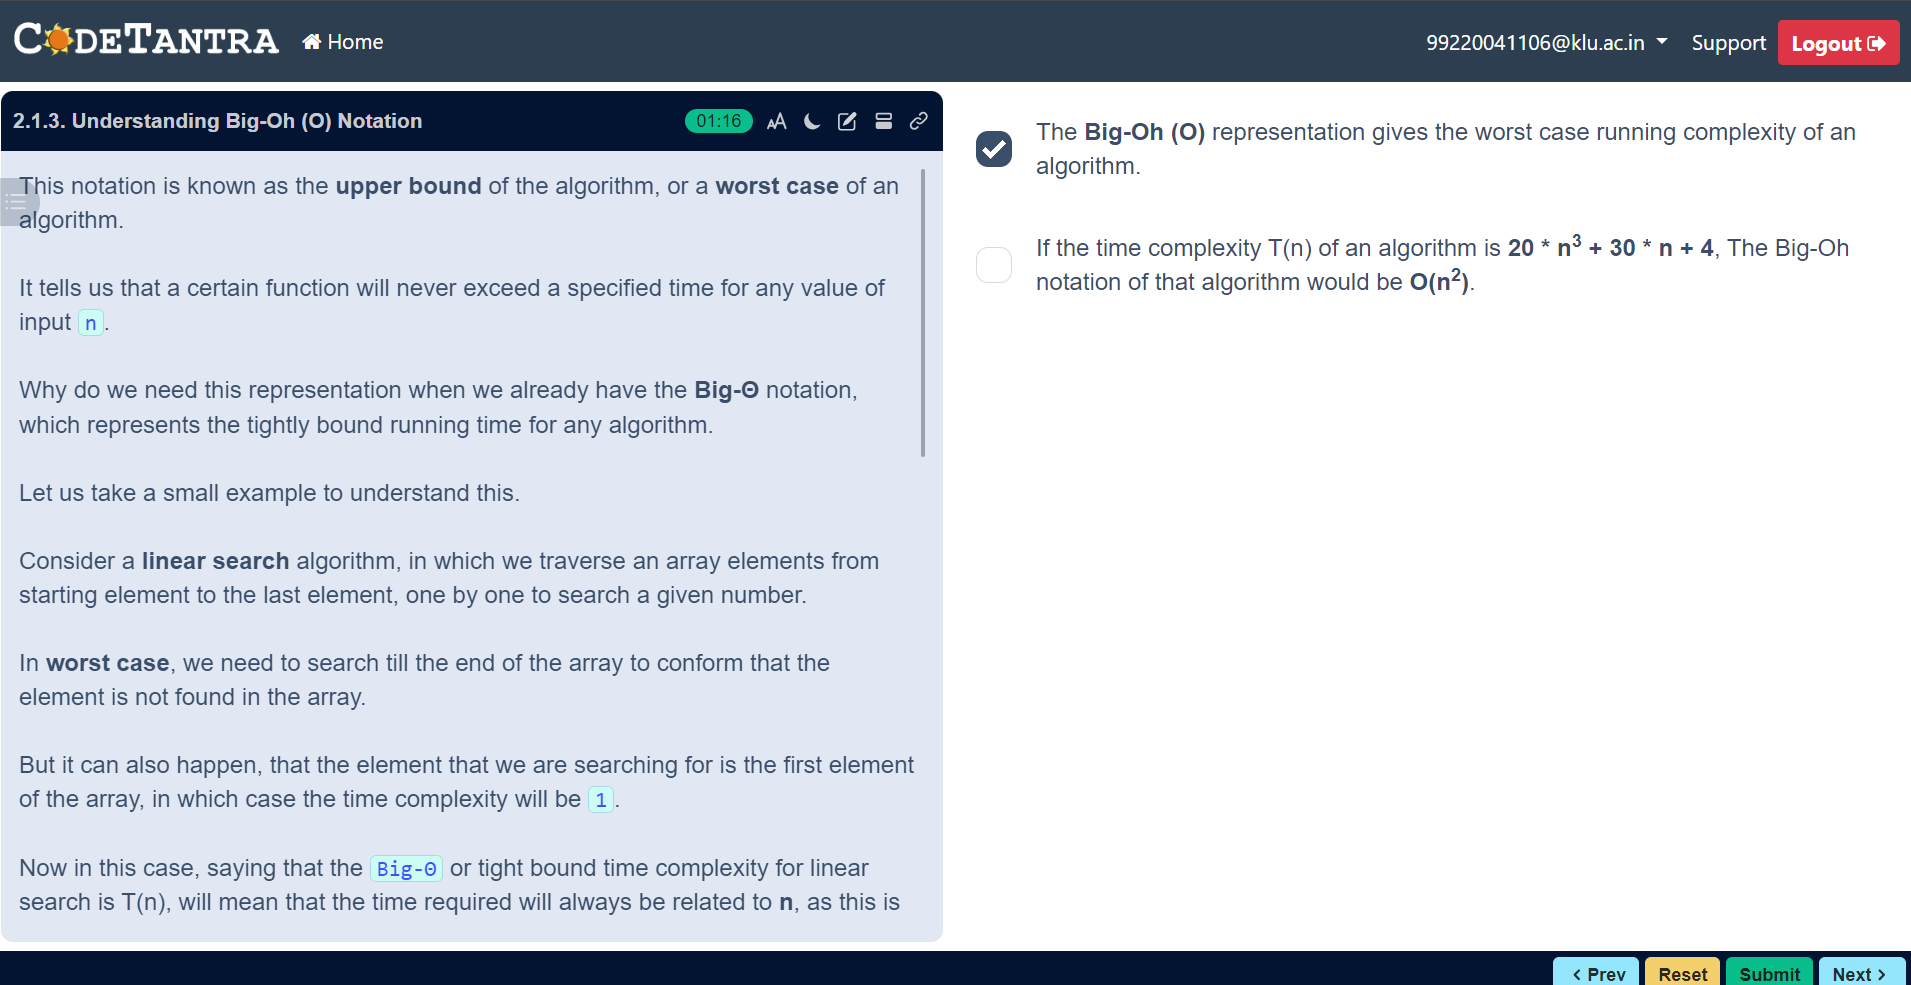 CODETANTRA
Home
99220041106@klu.ac.in
Support
Logout
2.1.3. Understanding Big-Oh (O) Notation
01:16
This notation is known as the upper bound of the algorithm, or a worst case of an
algorithm.
It tells us that a certain function will never exceed a specified time for any value of
input n.
Why do we need this representation when we already have the Big-Θ notation,
which represents the tightly bound running time for any algorithm.
Let us take a small example to understand this.
Consider a linear search algorithm, in which we traverse an array elements from
starting element to the last element, one by one to search a given number.
In worst case, we need to search till the end of the array to conform that the
element is not found in the array.
But it can also happen, that the element that we are searching for is the first element
of the array, in which case the time complexity will be 1.
Now in this case, saying that the Big-Θ or tight bound time complexity for linear
search is T(n), will mean that the time required will always be related to n, as this is
The Big-Oh (O) representation gives the worst case running complexity of an
algorithm.
If the time complexity T(n) of an algorithm is 20 * n³ + 30 * n + 4, The Big-Oh
notation of that algorithm would be O(n²).
Prev
Reset
Submit
Next